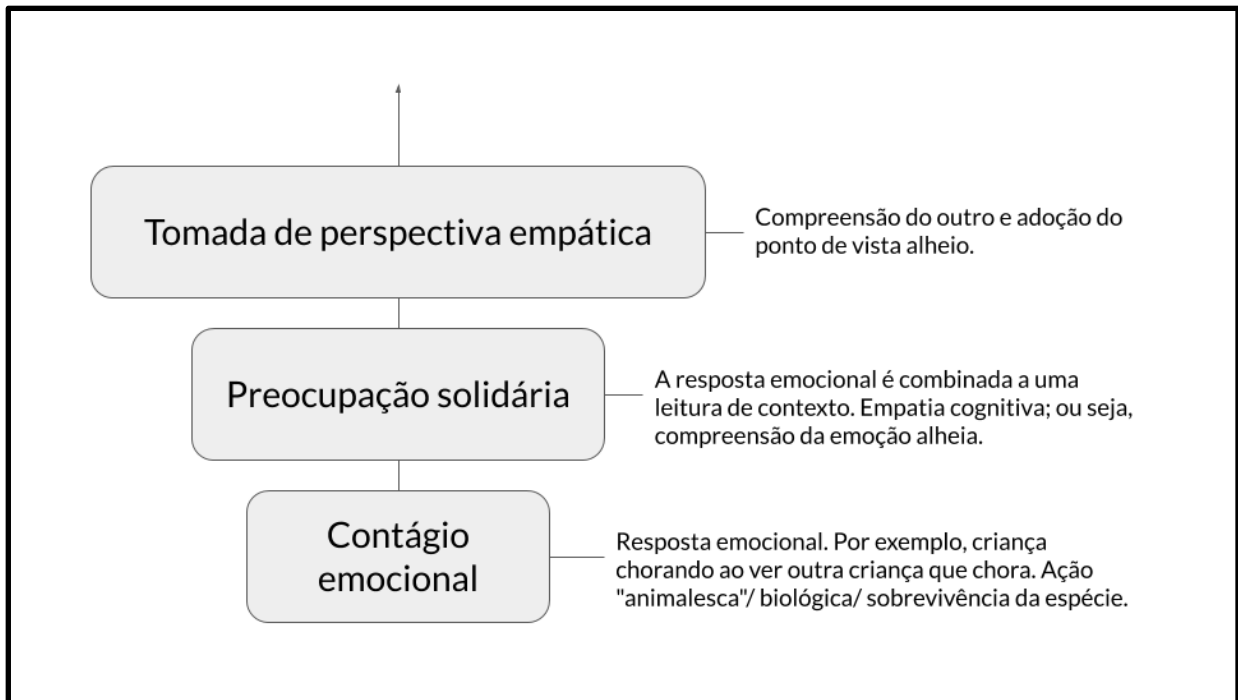 Tomada de perspectiva empática
Compreensão do outro e adoção do
ponto de vista alheio.
Preocupação solidária
A resposta emocional é combinada a uma
leitura de contexto. Empatia cognitiva; ou seja,
compreensão da emoção alheia.
Contágio
emocional
Resposta emocional. Por exemplo, criança
chorando ao ver outra criança que chora. Ação
"animalesca"/ biológica/ sobrevivência da espécie.